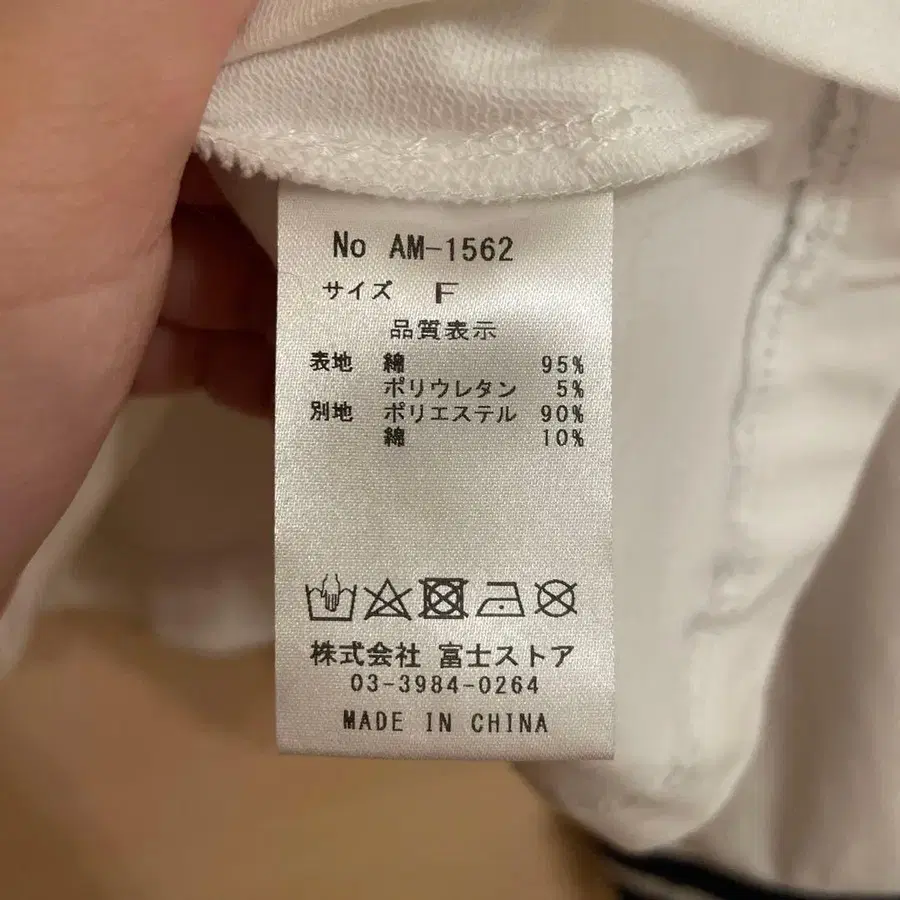 No AM-1562
サイズ F
品質表示
表地 綿 95%
ポリウレタン 5%
別地 ポリエステル 90%
綿 10%
株式会社 富士ストア
03-3984-0264
MADE IN CHINA